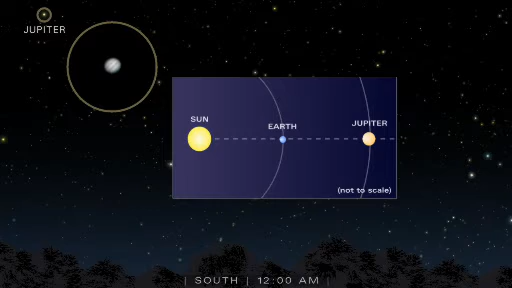 JUPITER
SUN
EARTH
JUPITER
(not to scale)
| SOUTH | 12:00 AM |